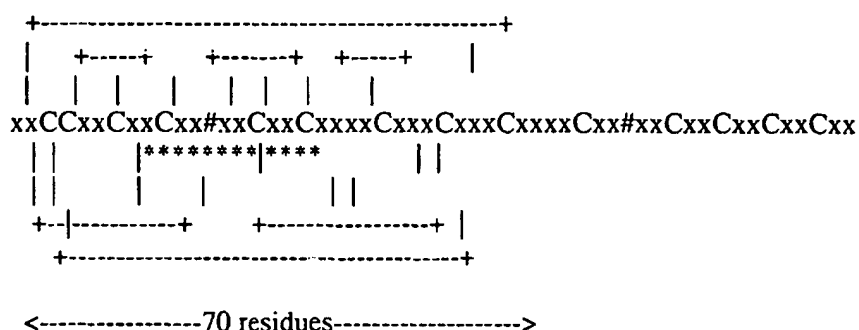 +-----------------------------------------------+
| +-----+ +------+ +-----+ |
| | | | | | | |
xxCCxxCxxCxx#xxCxxCxxxxCxxxCxxxCxxxxCxx#xxCxxCxxCxxCxx
| | |********|**** | |
| | | | | |
+--|----------+ +--------------+ |
+----------------------------------+
<----------------70 residues------------------->